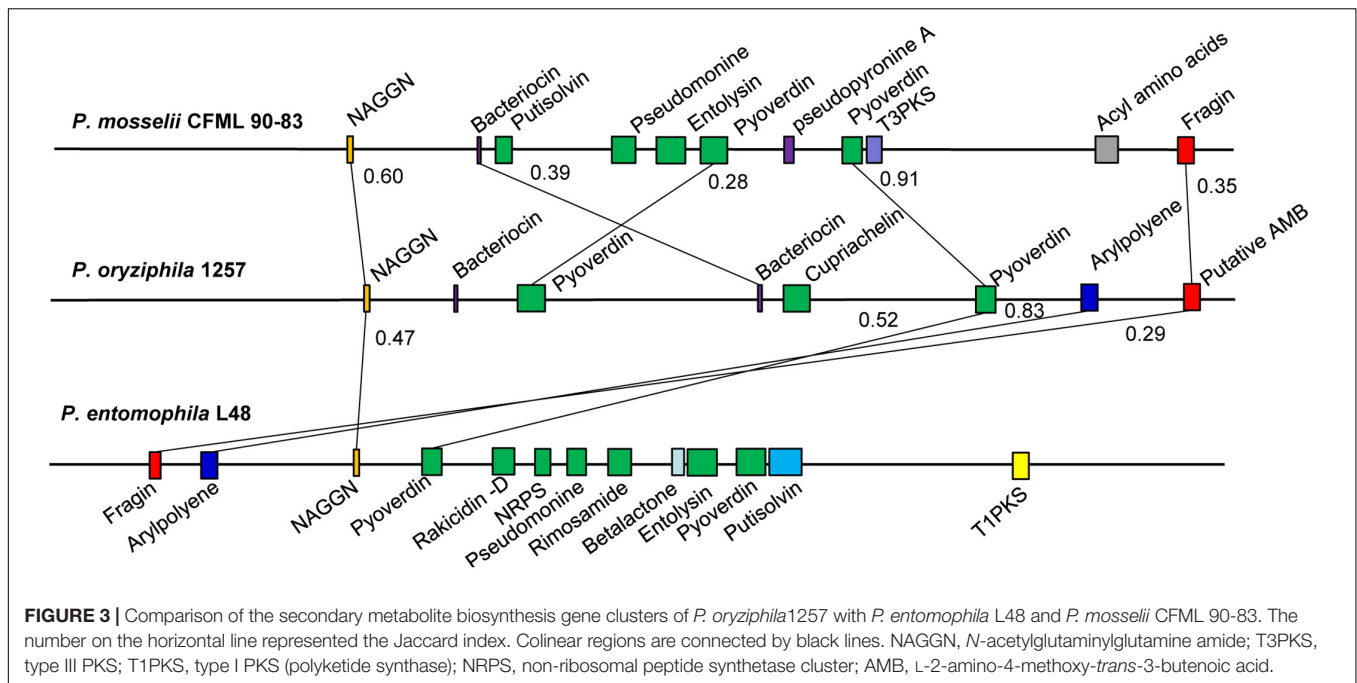 NAGGN
Bacteriocin
Putisolvin
Pseudomonine
Entolysin
Pyoverdin
pseudopyronine A
Pyoverdin
T3PKS
Acyl amino acids
Fragin
P. mosselii CFML 90-83
0.60
0.39
0.28
0.91
0.35
P. oryziphila 1257
NAGGN
Bacteriocin
Pyoverdin
Bacteriocin
Cupriachelin
Pyoverdin
Arylpolyene
Putative AMB
0.47
0.52
0.83
0.29
P. entomophila L48
Fragin
Arylpolyene
NAGGN
Pyoverdin
Rakicidin -D
NRPS
Pseudomonine
Rimosamide
Betalactone
Entolysin
Pyoverdin
Putisolvin
T1PKS
FIGURE 3 | Comparison of the secondary metabolite biosynthesis gene clusters of P. oryziphila1257 with P. entomophila L48 and P. mosselii CFML 90-83. The
number on the horizontal line represented the Jaccard index. Colinear regions are connected by black lines. NAGGN, N-acetylglutaminylglutamine amide; T3PKS,
type III PKS; T1PKS, type I PKS (polyketide synthase); NRPS, non-ribosomal peptide synthetase cluster; AMB, L-2-amino-4-methoxy-trans-3-butenoic acid.